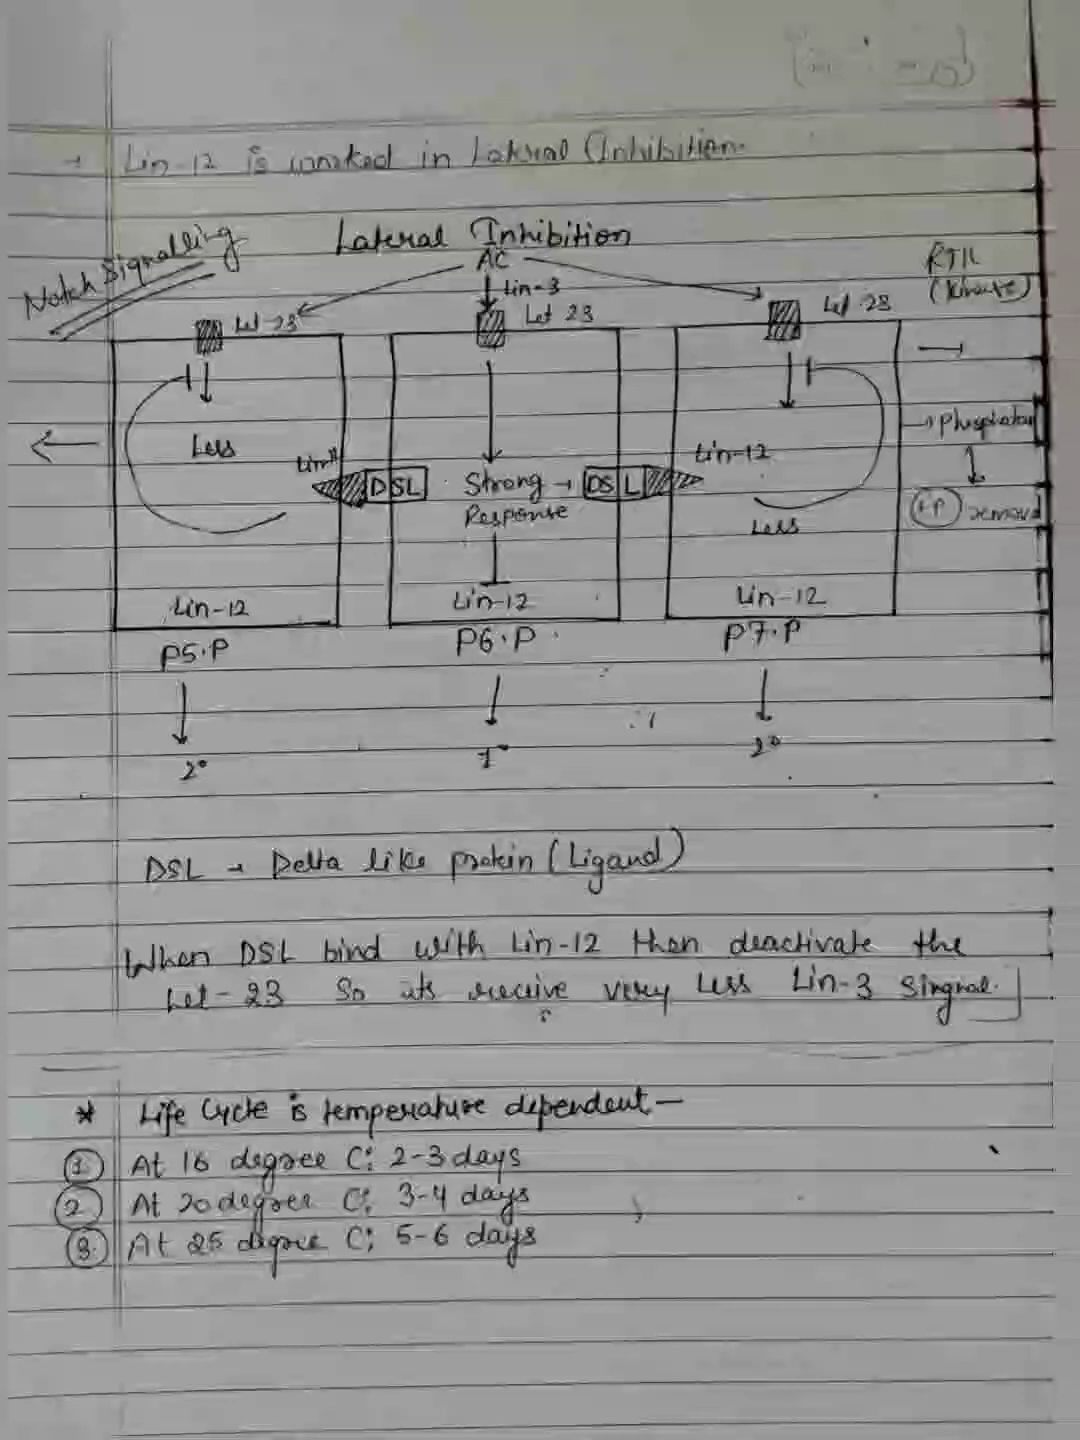 → Lin-12 is worked in Lateral Inhibition.
Notch Signalling
Lateral Inhibition
AC
Lin-3
RTK
(Kinase)
Let-23
Let 23
Let 23
Less
Lin
DSL
Strong → DSL
Response
Lin-12
Less
→ Phosphatase
+P removed
Lin-12
Lin-12
Lin-12
P5.P
P6.P
P7.P
2°
1°
2°
DSL → Delta like protein (Ligand)
When DSL bind with Lin-12 then deactivate the
Let-23 So its receive very Less Lin-3 Singnal.
* Life Cycle is temperature dependent—
1. At 16 degree C: 2-3 days
2. At 20 degree C: 3-4 days
3. At 25 degree C: 5-6 days